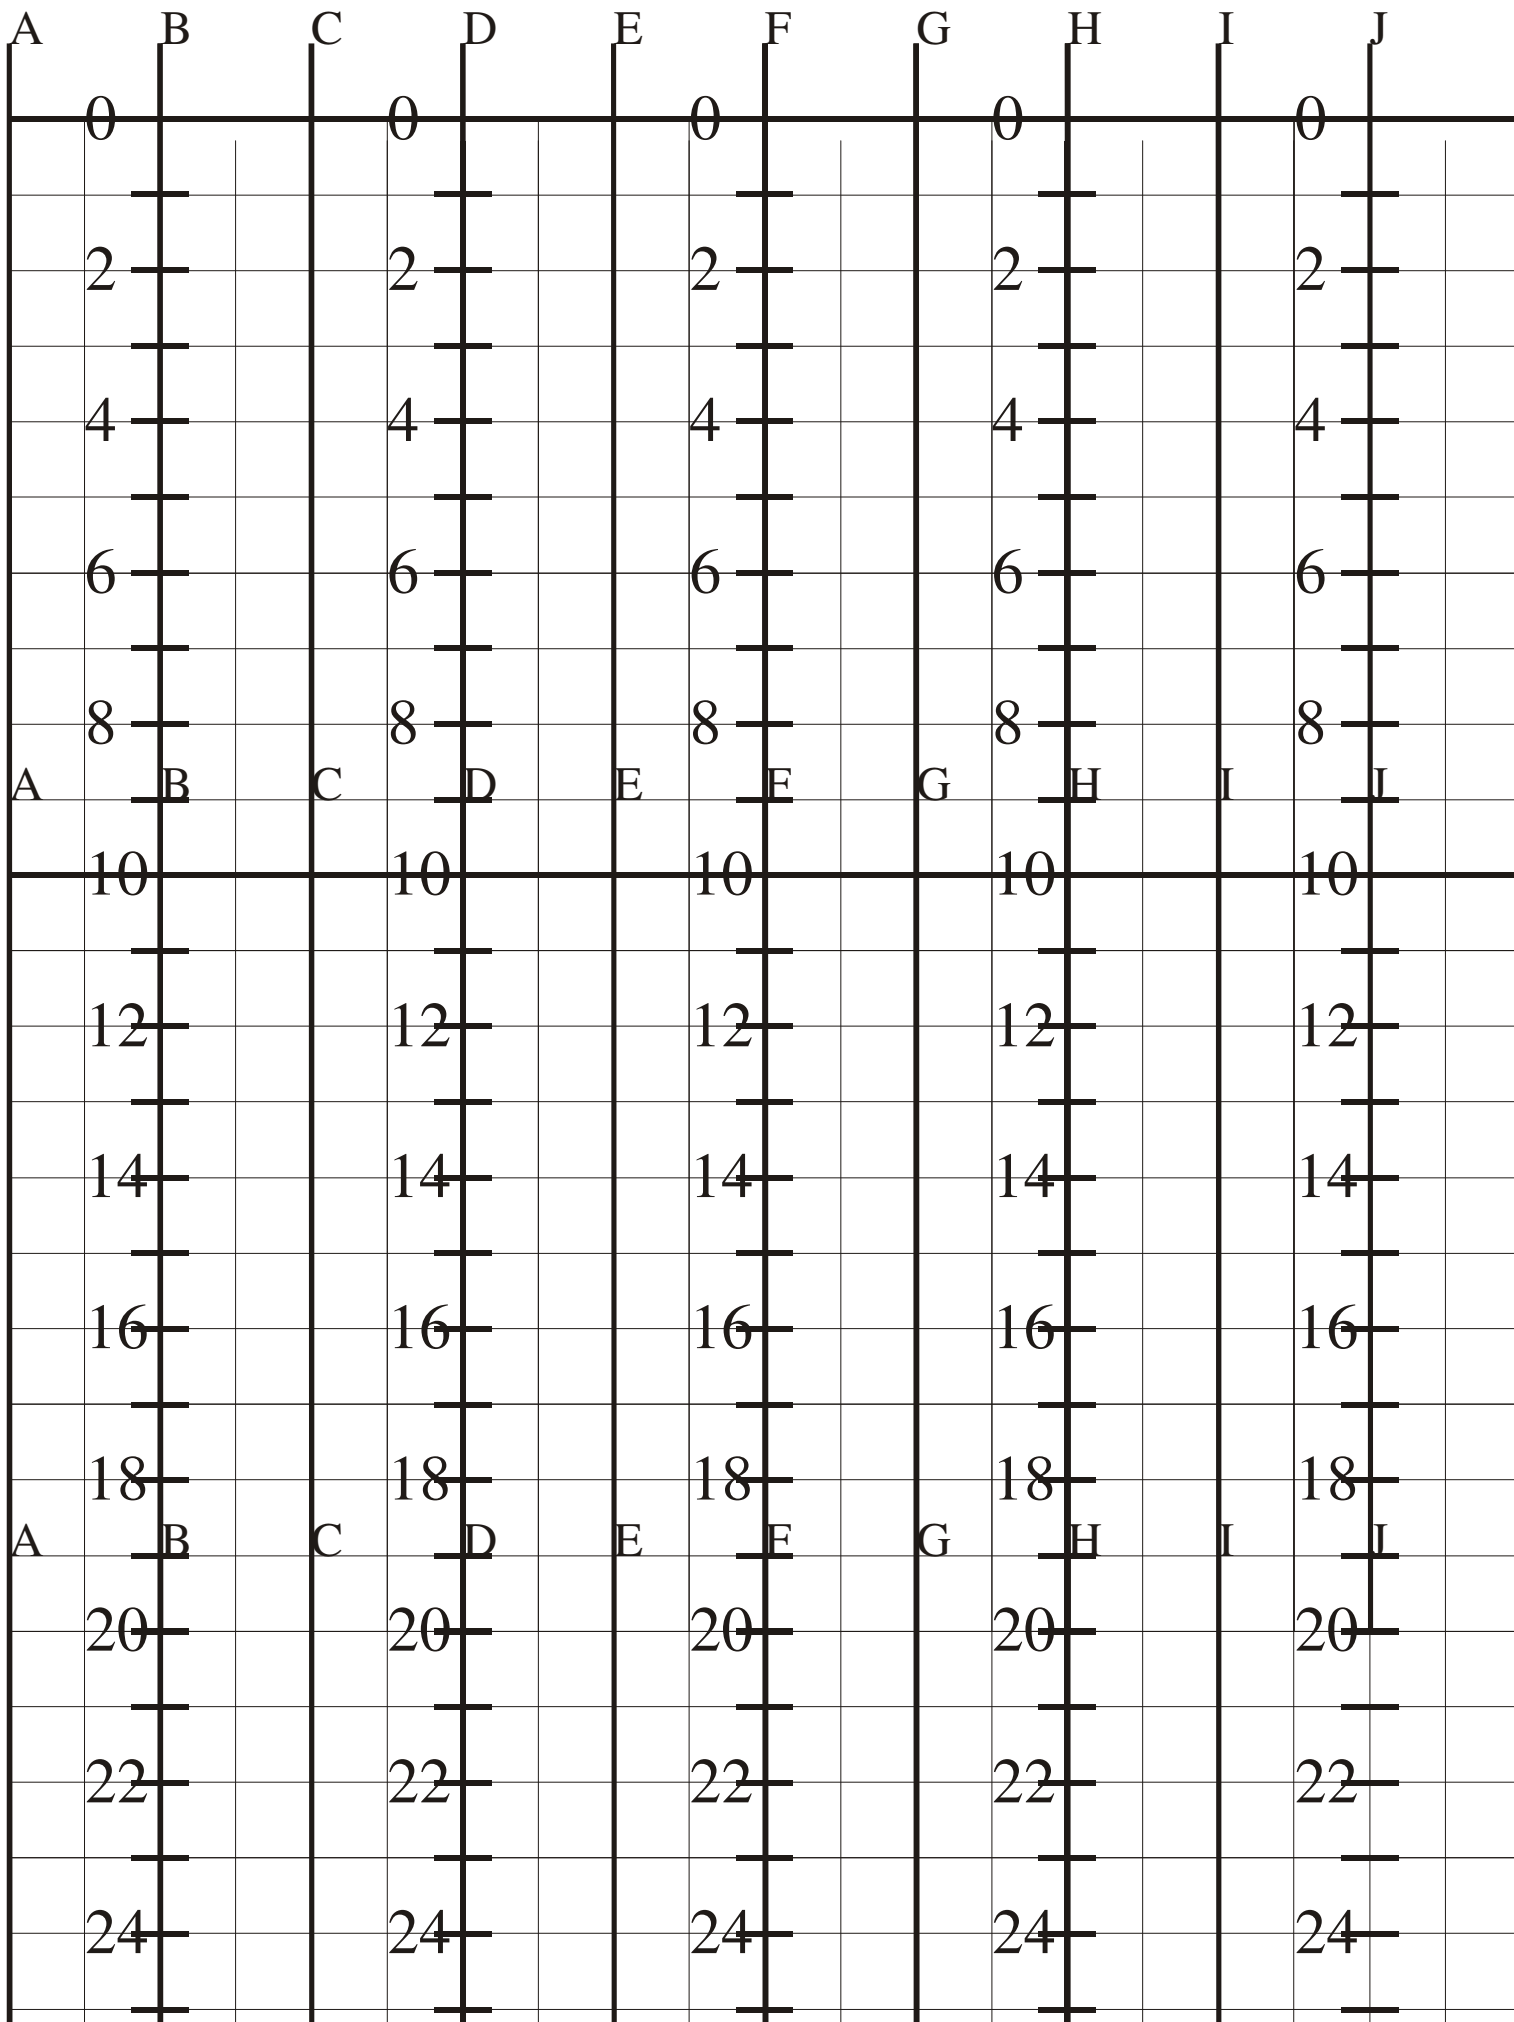 A B C D E F G H I J
0 0 0 0 0
2 2 2 2 2
4 4 4 4 4
6 6 6 6 6
8 8 8 8 8
A B C D E F G H I J
10 10 10 10 10
12 12 12 12 12
14 14 14 14 14
16 16 16 16 16
18 18 18 18 18
A B C D E F G H I J
20 20 20 20 20
22 22 22 22 22
24 24 24 24 24